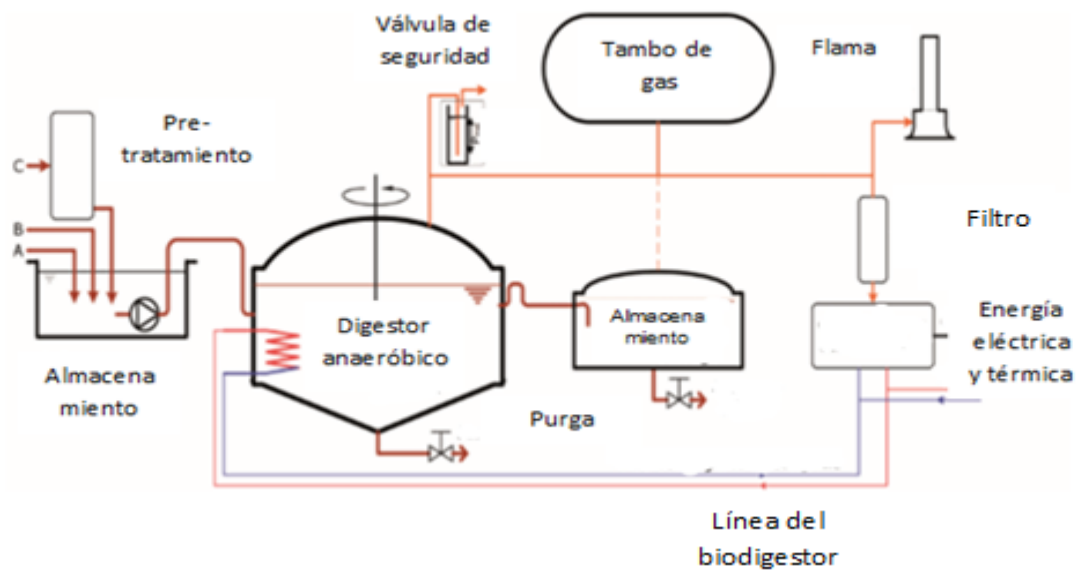 Válvula de
seguridad
Tambo de
gas
Flama
Pre-
tratamiento
C
B
A
Filtro
Digestor
anaeróbico
Almacena
miento
Energía
eléctrica
y térmica
Almacena
miento
Purga
Línea del
biodigestor